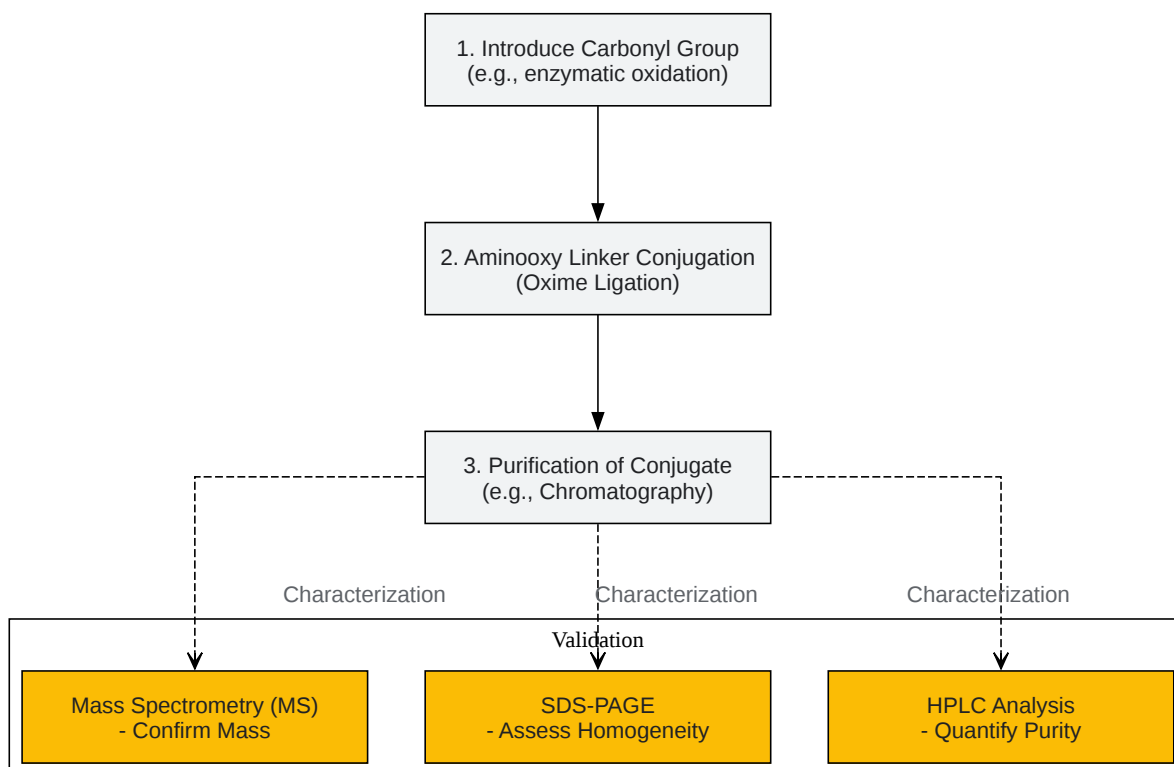 1. Introduce Carbonyl Group
(e.g., enzymatic oxidation)
2. Aminooxy Linker Conjugation
(Oxime Ligation)
3. Purification of Conjugate
(e.g., Chromatography)
Characterization
Characterization
Characterization
Validation
Mass Spectrometry (MS)
- Confirm Mass
SDS-PAGE
- Assess Homogeneity
HPLC Analysis
- Quantify Purity